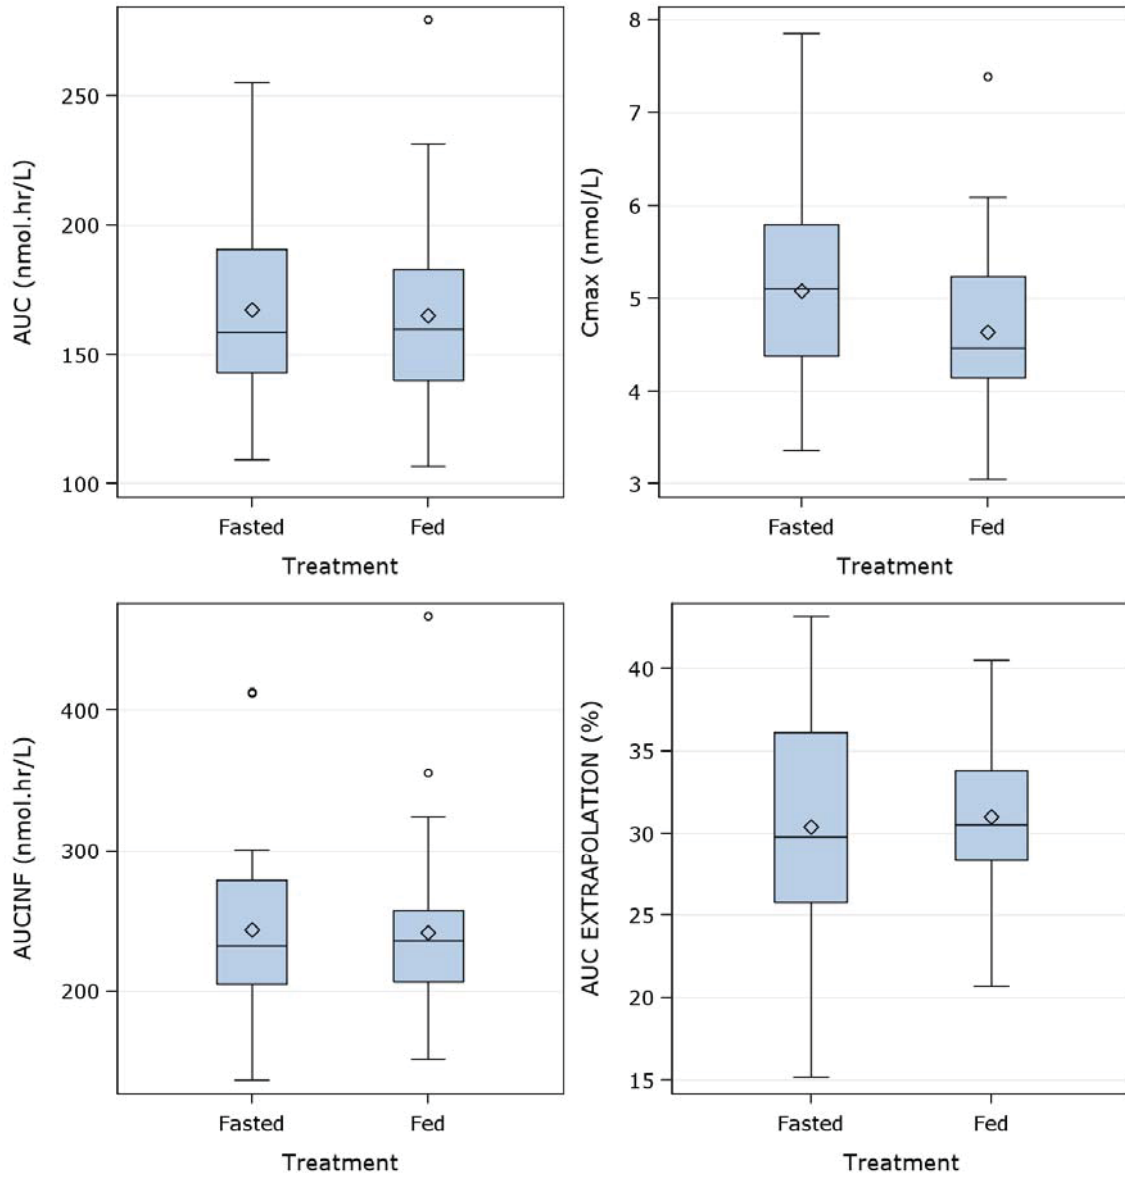 AUC (nmol.hr/L)
250
200
150
100
Fasted
Fed
Treatment
Cmax (nmol/L)
8
7
6
5
4
3
Fasted
Fed
Treatment
AUCINF (nmol.hr/L)
400
300
200
Fasted
Fed
Treatment
AUC EXTRAPOLATION (%)
40
35
30
25
20
15
Fasted
Fed
Treatment